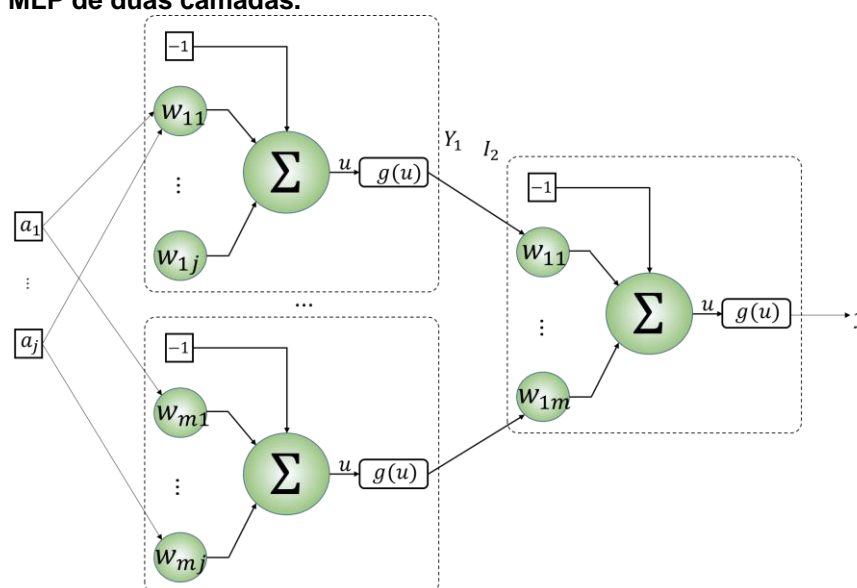 MLP de duas camadas.
−1
w₁₁
⋮
w₁ⱼ
Σ
u
g(u)
Y₁
I₂
a₁
...
aⱼ
...
−1
wₘ₁
⋮
wₘⱼ
Σ
u
g(u)
−1
w₁₁
⋮
w₁ₘ
Σ
u
g(u)